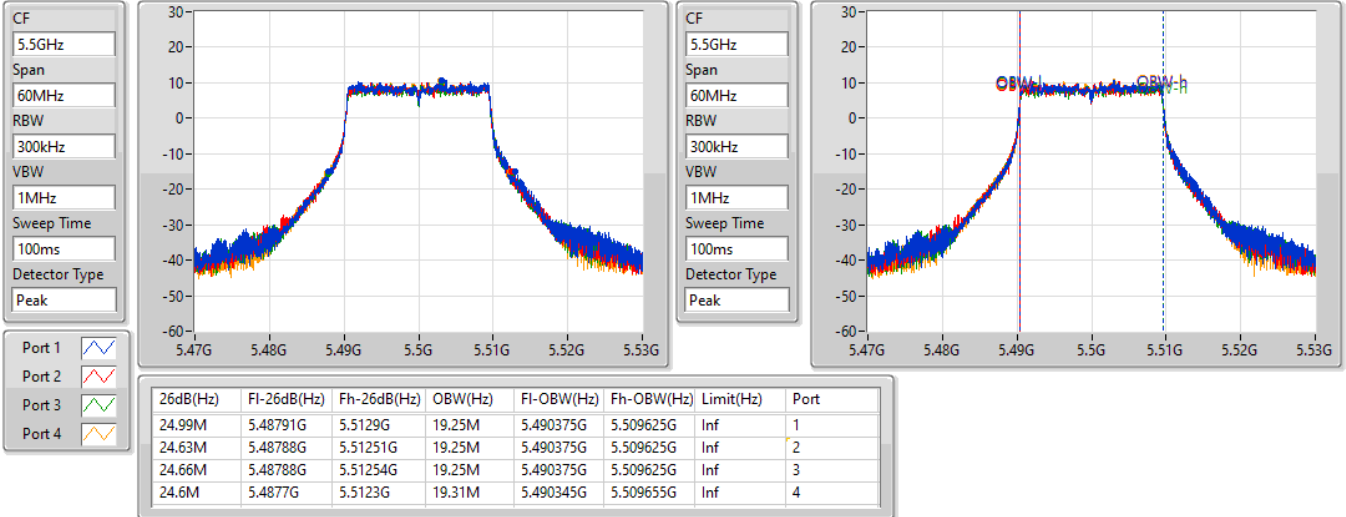 CF
5.5GHz
Span
60MHz
RBW
300kHz
VBW
1MHz
Sweep Time
100ms
Detector Type
Peak
30
20
10
0
-10
-20
-30
-40
-50
-60
5.47G 5.48G 5.49G 5.5G 5.51G 5.52G 5.53G
CF
5.5GHz
Span
60MHz
RBW
300kHz
VBW
1MHz
Sweep Time
100ms
Detector Type
Peak
30
20
10
0
-10
-20
-30
-40
-50
-60
OBW-l OBW-h
5.47G 5.48G 5.49G 5.5G 5.51G 5.52G 5.53G
Port 1
Port 2
Port 3
Port 4
26dB(Hz) Fl-26dB(Hz) Fh-26dB(Hz) OBW(Hz) Fl-OBW(Hz) Fh-OBW(Hz) Limit(Hz) Port
24.99M 5.48791G 5.5129G 19.25M 5.490375G 5.509625G Inf 1
24.63M 5.48788G 5.51251G 19.25M 5.490375G 5.509625G Inf 2
24.66M 5.48788G 5.51254G 19.25M 5.490375G 5.509625G Inf 3
24.6M 5.4877G 5.5123G 19.31M 5.490345G 5.509655G Inf 4